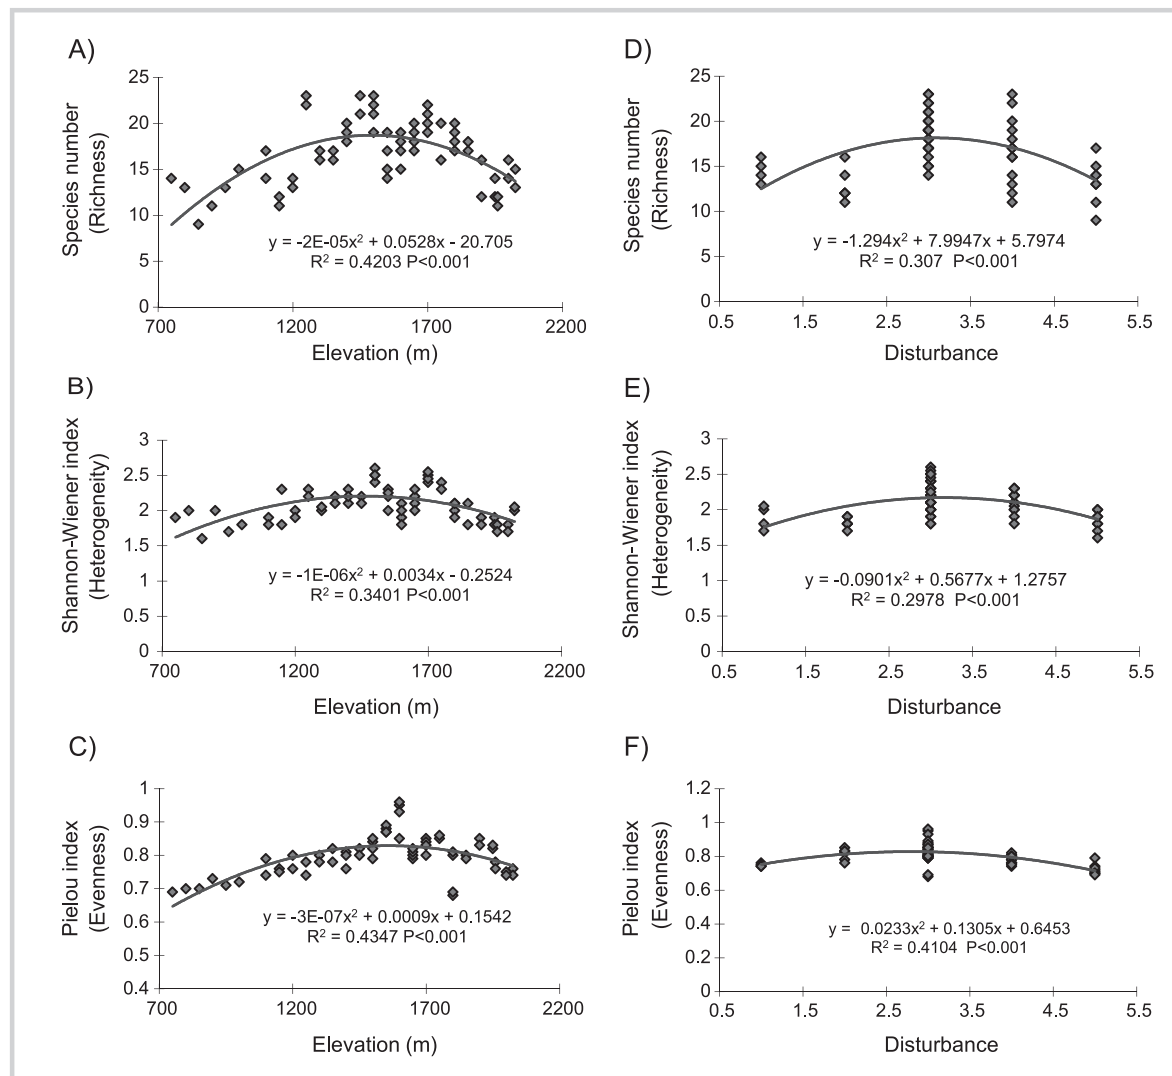 A)
Species number
(Richness)
25
20
15
10
5
0
y = -2E-05x² + 0.0528x - 20.705
R² = 0.4203 P<0.001
700 1200 1700 2200
Elevation (m)
D)
Species number
(Richness)
25
20
15
10
5
0
y = -1.294x² + 7.9947x + 5.7974
R² = 0.307 P<0.001
0.5 1.5 2.5 3.5 4.5 5.5
Disturbance
B)
Shannon-Wiener index
(Heterogeneity)
3
2.5
2
1.5
1
0.5
0
y = -1E-06x² + 0.0034x - 0.2524
R² = 0.3401 P<0.001
700 1200 1700 2200
Elevation (m)
E)
Shannon-Wiener index
(Heterogeneity)
3
2.5
2
1.5
1
0.5
0
y = -0.0901x² + 0.5677x + 1.2757
R² = 0.2978 P<0.001
0.5 1.5 2.5 3.5 4.5 5.5
Disturbance
C)
Pielou index
(Evenness)
1
0.9
0.8
0.7
0.6
0.5
0.4
y = -3E-07x² + 0.0009x + 0.1542
R² = 0.4347 P<0.001
700 1200 1700 2200
Elevation (m)
F)
Pielou index
(Evenness)
1.2
1
0.8
0.6
0.4
0.2
0
y = 0.0233x² + 0.1305x + 0.6453
R² = 0.4104 P<0.001
0.5 1.5 2.5 3.5 4.5 5.5
Disturbance